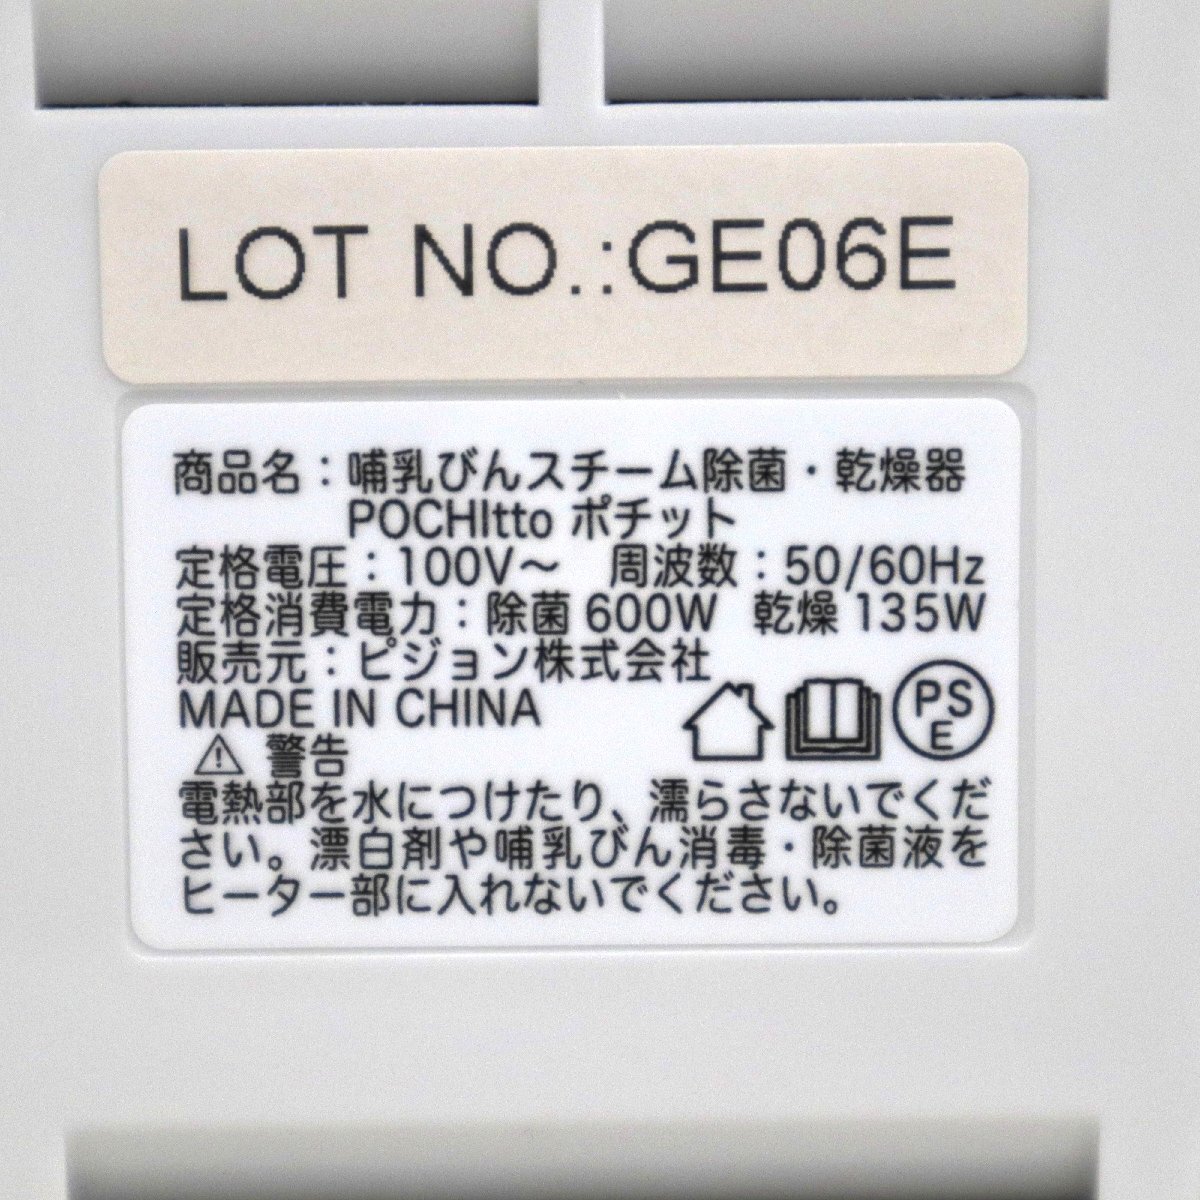 LOT NO.:GE06E
商品名：哺乳びんスチーム除菌・乾燥器
POCHItto ポチット
定格電圧：100V～ 周波数：50/60Hz
定格消費電力：除菌 600W 乾燥 135W
販売元：ピジョン株式会社
MADE IN CHINA
PS
E
警告
電熱部を水につけたり、濡らさないでくだ
さい。漂白剤や哺乳びん消毒・除菌液を
ヒーター部に入れないでください。